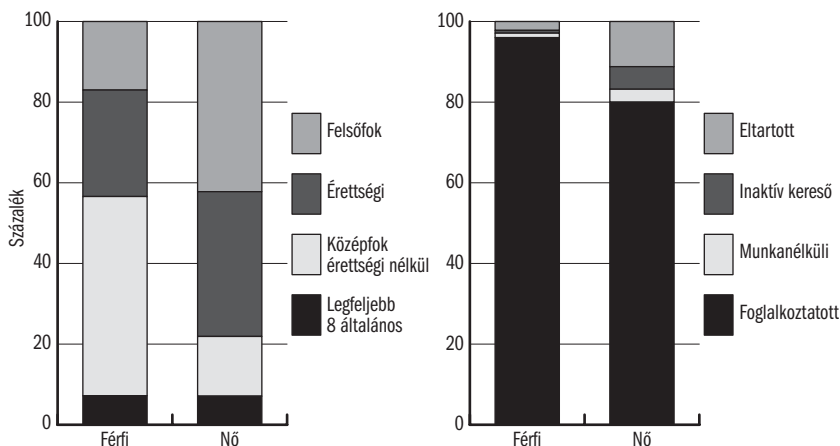 Százalék
100
80
60
40
20
0
Férfi
Nő
Felsőfok
Érettségi
Középfok
érettségi nélkül
Legfeljebb
8 általános
100
80
60
40
20
0
Férfi
Nő
Eltartott
Inaktív kereső
Munkanélküli
Foglalkoztatott